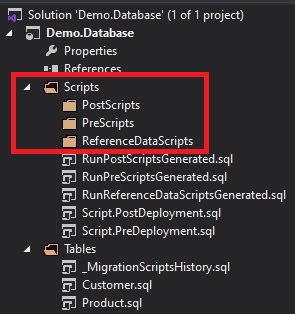 Solution 'Demo.Database' (1 of 1 project)
Demo.Database
Properties
References
Scripts
PostScripts
PreScripts
ReferenceDataScripts
RunPostScriptsGenerated.sql
RunPreScriptsGenerated.sql
RunReferenceDataScriptsGenerated.sql
Script.PostDeployment.sql
Script.PreDeployment.sql
Tables
_MigrationScriptsHistory.sql
Customer.sql
Product.sql